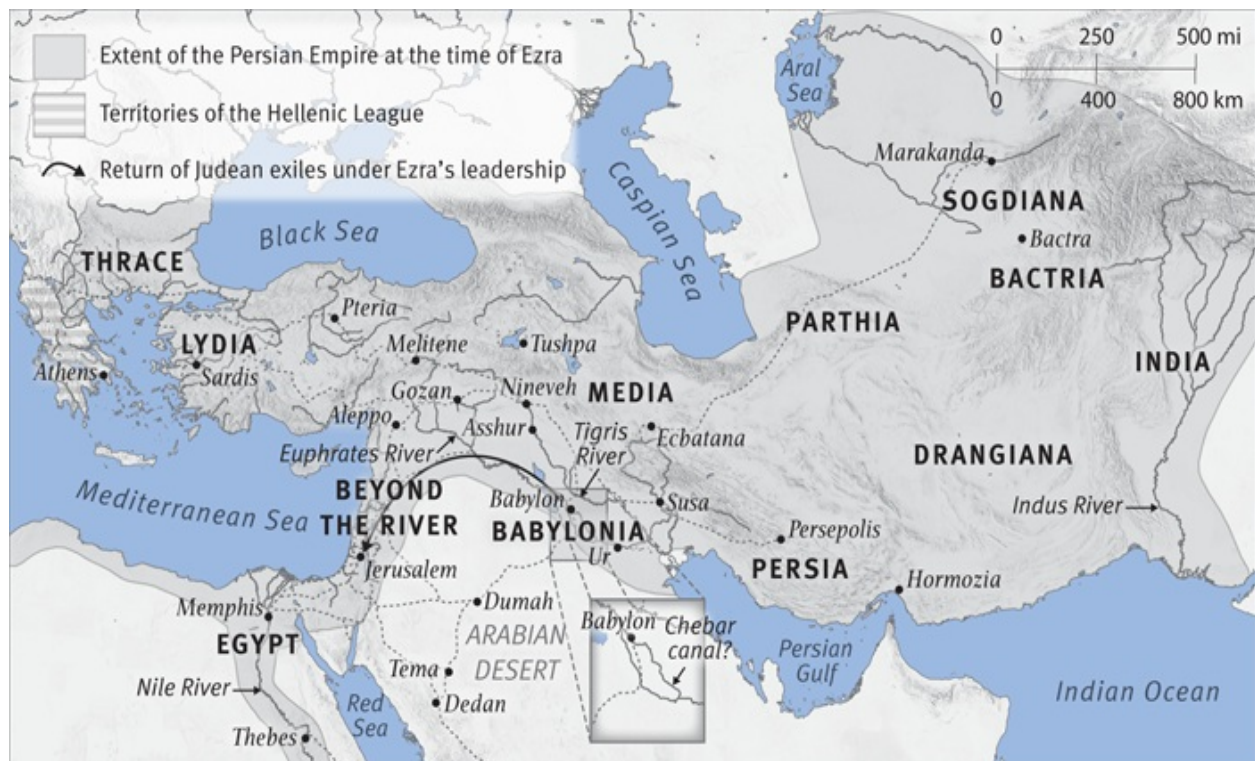 Extent of the Persian Empire at the time of Ezra
Territories of the Hellenic League
Return of Judean exiles under Ezra's leadership
0 250 500 mi
0 400 800 km
Aral
Sea
Marakanda
SOGDIANA
Bactra
BACTRIA
Caspian Sea
Black Sea
THRACE
Pteria
PARTHIA
LYDIA
Melitene
Tushpa
INDIA
Athens
Sardis
Gozan
Nineveh
MEDIA
Aleppo
Asshur
Tigris
River
Ecbatana
Euphrates River
DRANGIANA
Mediterranean Sea
BEYOND
THE RIVER
Babylon
BABYLONIA
Susa
Indus River
Persepolis
Ur
PERSIA
Jerusalem
Hormozia
Memphis
EGYPT
Dumah
ARABIAN
DESERT
Babylon
Chebar
canal?
Persian
Gulf
Tema
Nile River
Red
Sea
Dedan
Indian Ocean
Thebes